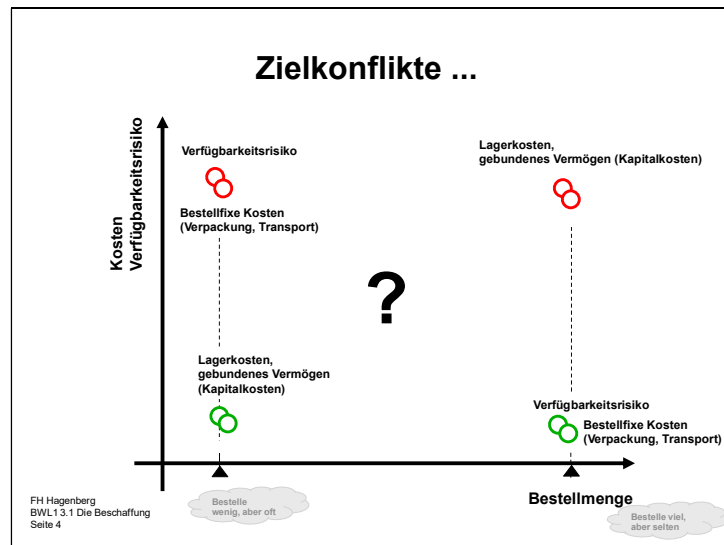 Zielkonflikte ...
Kosten
Verfügbarkeitsrisiko
Verfügbarkeitsrisiko
Bestellfixe Kosten
(Verpackung, Transport)
Lagerkosten,
gebundenes Vermögen (Kapitalkosten)
?
Lagerkosten,
gebundenes Vermögen
(Kapitalkosten)
Verfügbarkeitsrisiko
Bestellfixe Kosten
(Verpackung, Transport)
Bestelle
wenig, aber oft
Bestellmenge
Bestelle viel,
aber selten
FH Hagenberg
BWL1 3.1 Die Beschaffung
Seite 4